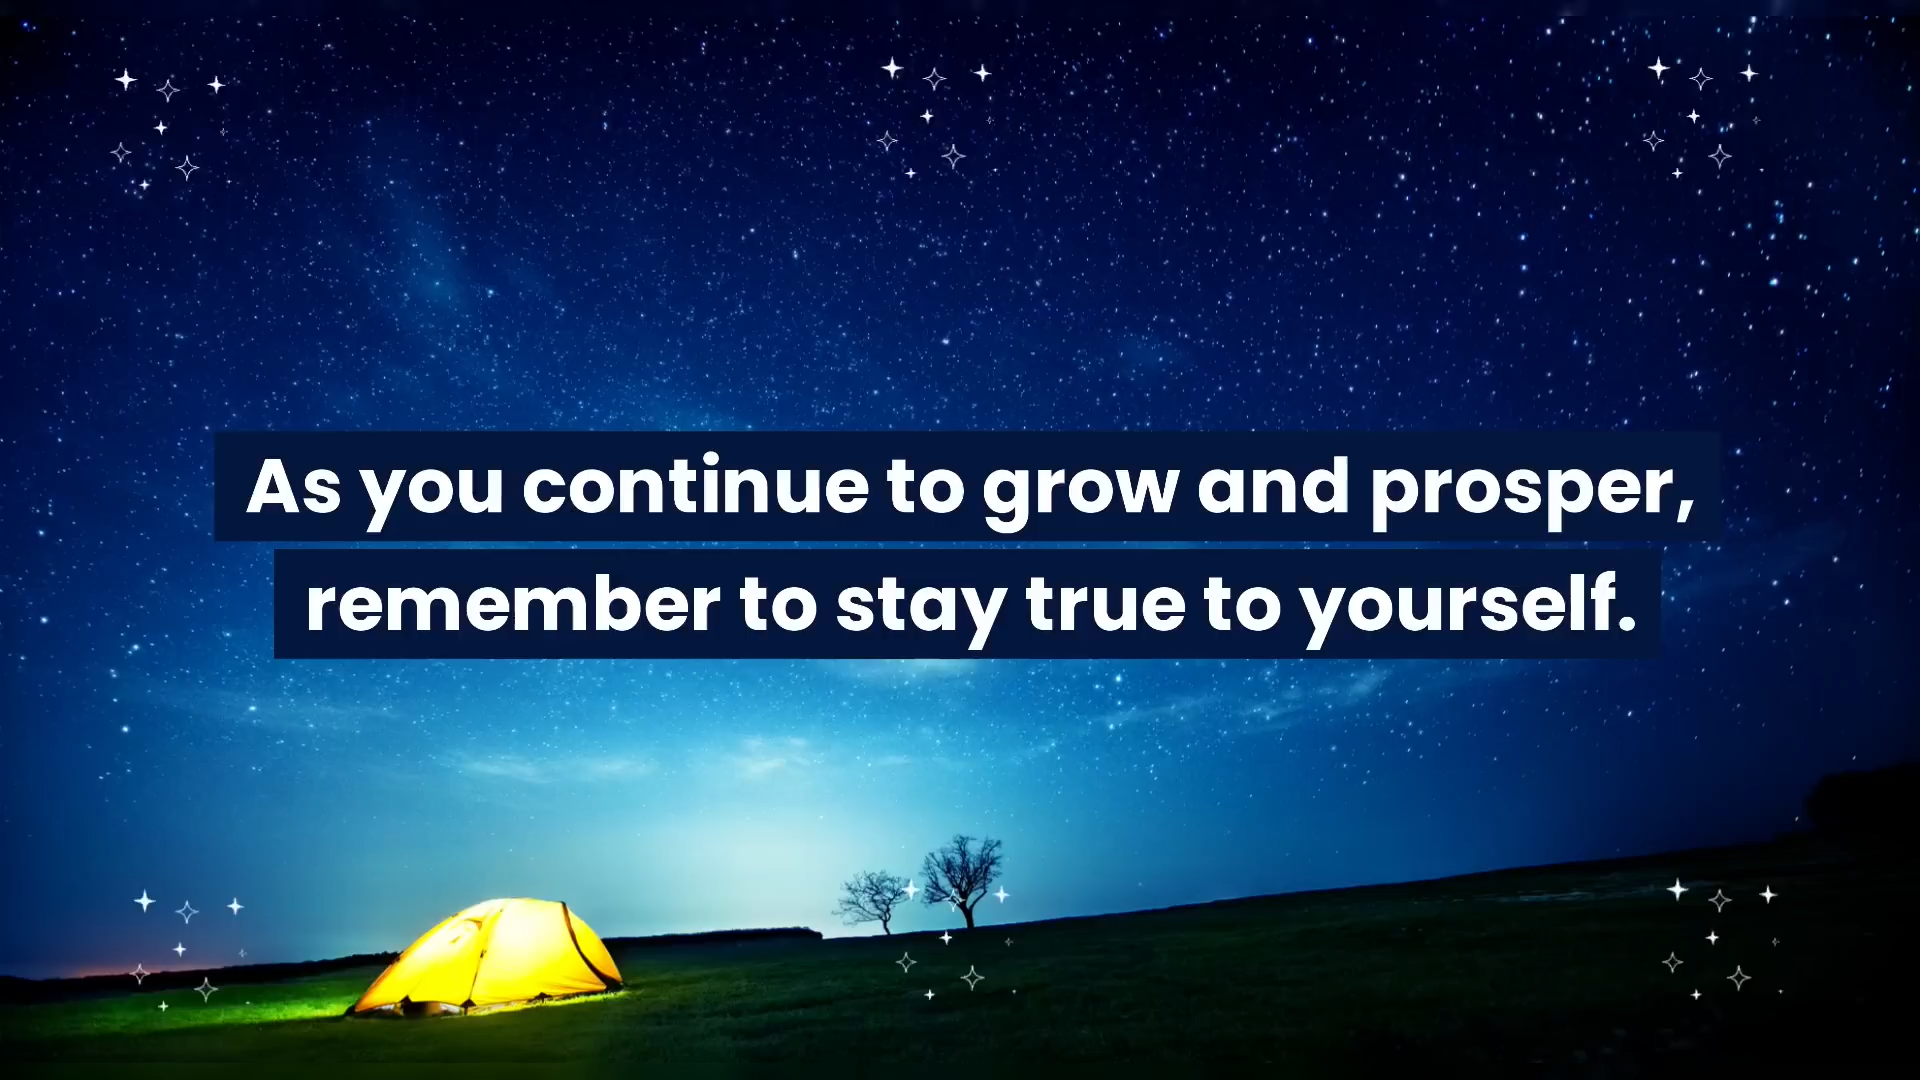 As you continue to grow and prosper,
remember to stay true to yourself.